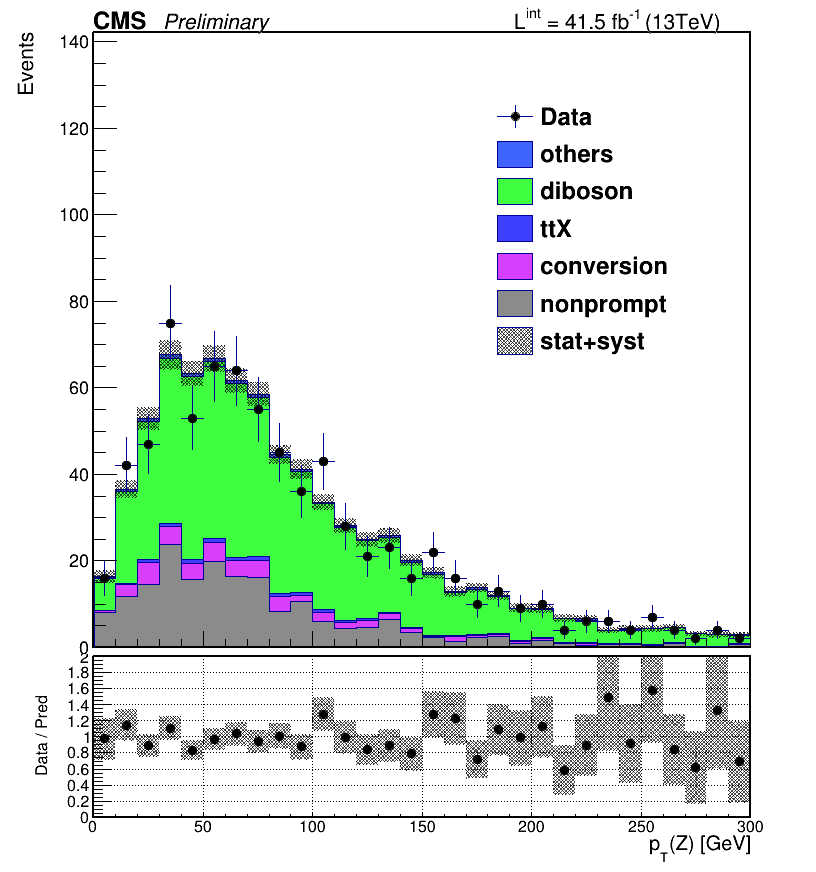 CMS Preliminary L^int = 41.5 fb^-1 (13TeV)
Events
140
120
100
80
60
40
20
0
Data
others
diboson
ttX
conversion
nonprompt
stat+syst
Data / Pred
2
1.8
1.6
1.4
1.2
1
0.8
0.6
0.4
0.2
0
0 50 100 150 200 250 300
p_T(Z) [GeV]